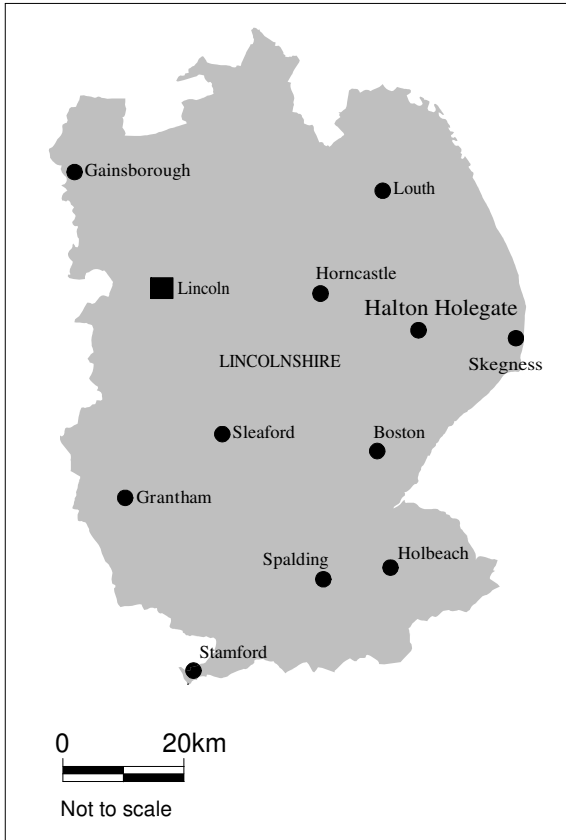 Gainsborough
Louth
Horncastle
Lincoln
Halton Holegate
Skegness
LINCOLNSHIRE
Sleaford
Boston
Grantham
Spalding
Holbeach
Stamford
0 20km
Not to scale